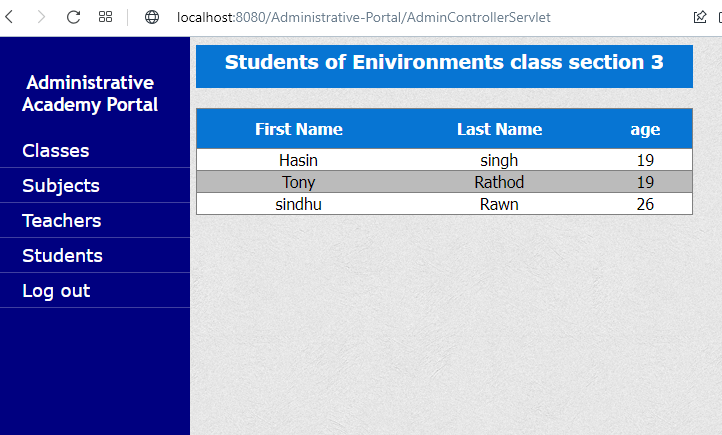 localhost:8080/Administrative-Portal/AdminControllerServlet
Administrative
Academy Portal
Classes
Subjects
Teachers
Students
Log out
Students of Enivironments class section 3
First Name Last Name age
Hasin singh 19
Tony Rathod 19
sindhu Rawn 26